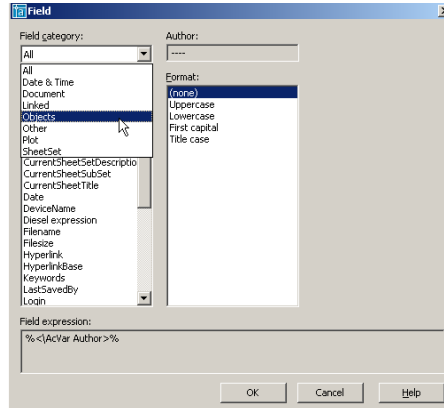 Field
Field category:
All
All
Date & Time
Document
Linked
Objects
Other
Plot
SheetSet
CurrentSheetSetDescriptio
CurrentSheetSubSet
CurrentSheetTitle
Date
DeviceName
Diesel expression
Filename
Filesize
Hyperlink
HyperlinkBase
Keywords
LastSavedBy
Login
Author:
----
Format:
(none)
Uppercase
Lowercase
First capital
Title case
Field expression:
%<\AcVar Author>%
OK
Cancel
Help